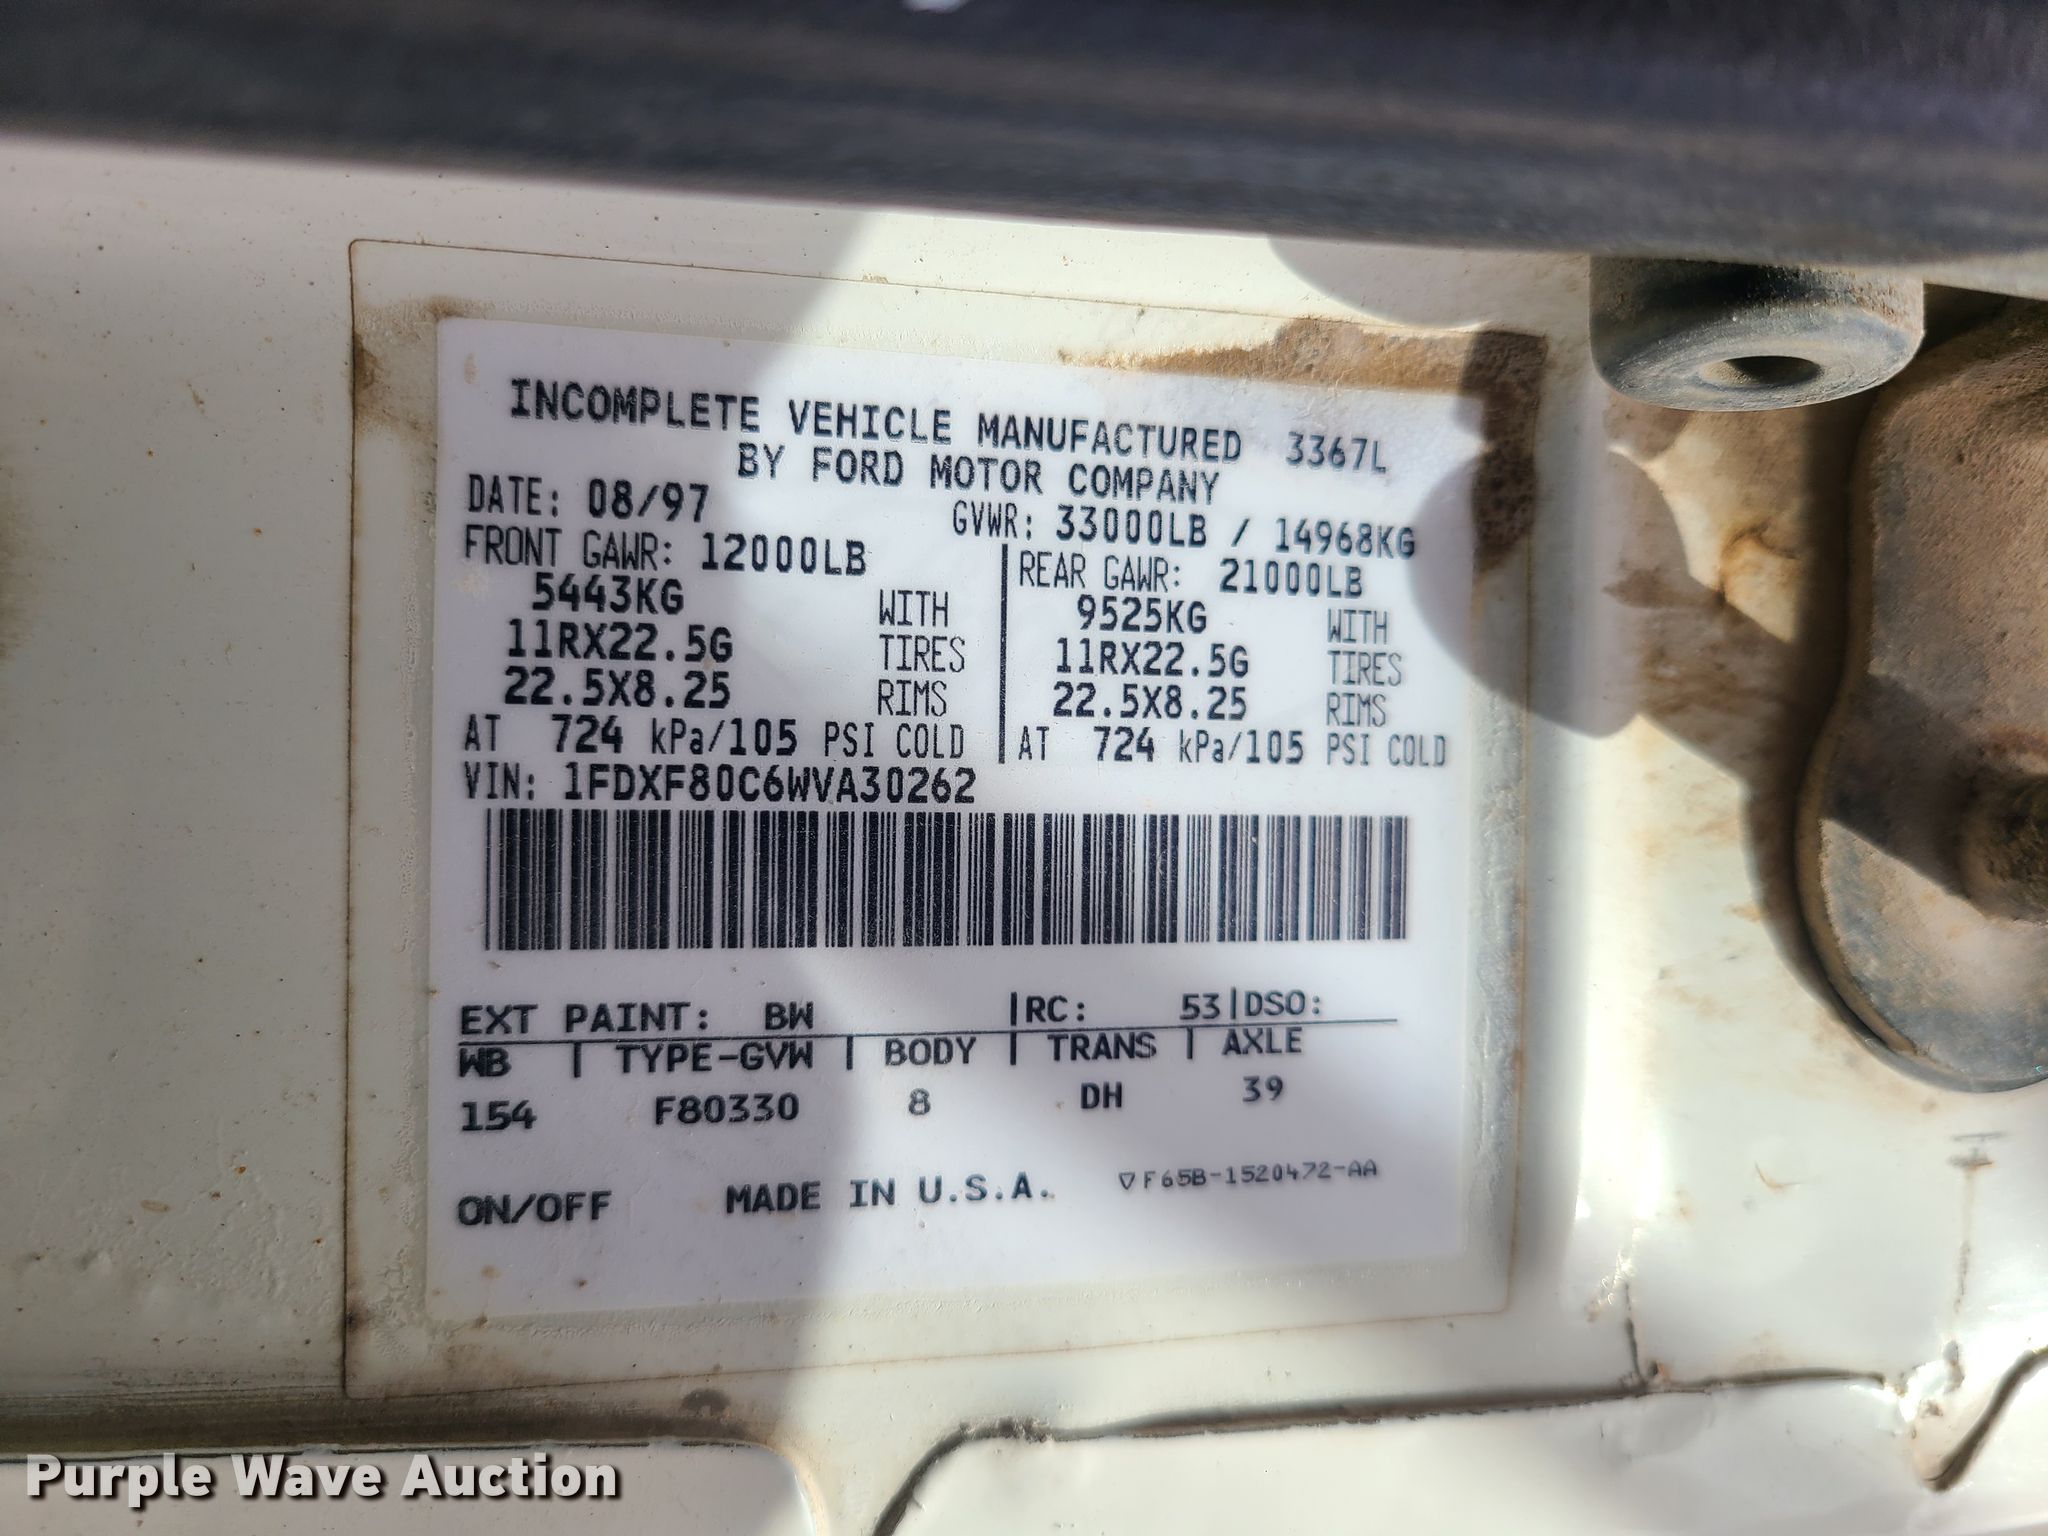 INCOMPLETE VEHICLE MANUFACTURED 3367L
BY FORD MOTOR COMPANY
DATE: 08/97 GVWR: 33000LB / 14968KG
FRONT GAWR: 12000LB REAR GAWR: 21000LB
5443KG WITH 9525KG WITH
11RX22.5G TIRES 11RX22.5G TIRES
22.5X8.25 RIMS 22.5X8.25 RIMS
AT 724 kPa/105 PSI COLD AT 724 kPa/105 PSI COLD
VIN: 1FDXF80C6WVA30262
EXT PAINT: BW |RC: 53|DSO:
WB | TYPE-GVW | BODY | TRANS | AXLE
154 F80330 8 DH 39
ON/OFF MADE IN U.S.A. ▽F65B-1520472-AA
Purple Wave Auction